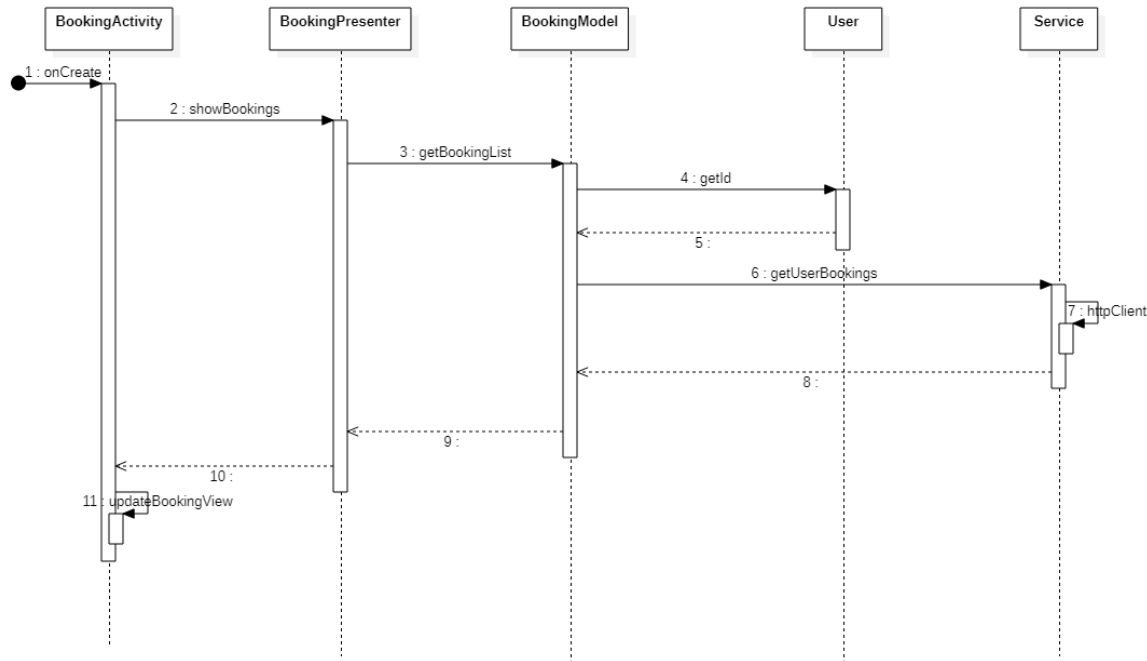 BookingActivity
BookingPresenter
BookingModel
User
Service
1 : onCreate
2 : showBookings
3 : getBookingList
4 : getId
5 :
6 : getUserBookings
7 : httpClient
8 :
9 :
10 :
11 : updateBookingView